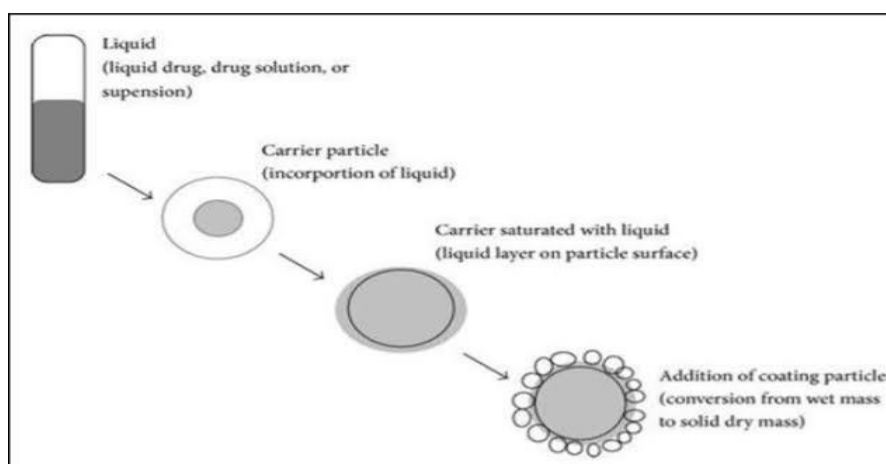 Liquid
(liquid drug, drug solution, or
supension)
Carrier particle
(incorportion of liquid)
Carrier saturated with liquid
(liquid layer on particle surface)
Addition of coating particle
(conversion from wet mass
to solid dry mass)